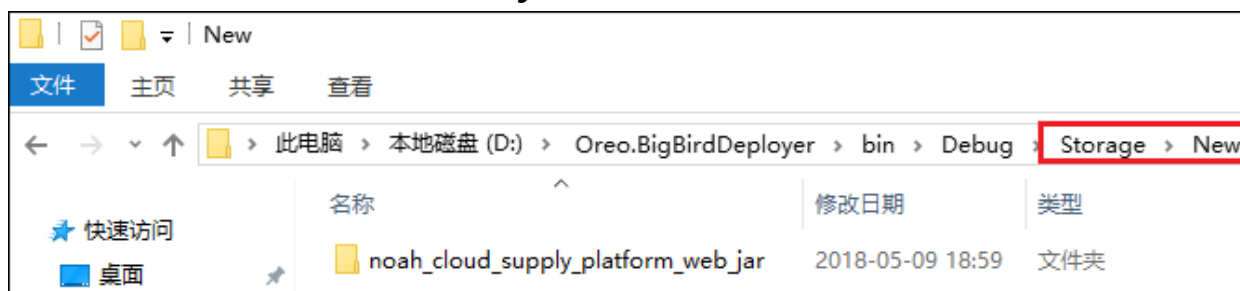 New
文件 主页 共享 查看
此电脑 > 本地磁盘 (D:) > Oreo.BigBirdDeployer > bin > Debug > Storage > New
名称 修改日期 类型
快速访问
noah_cloud_supply_platform_web_jar 2018-05-09 18:59 文件夹
桌面